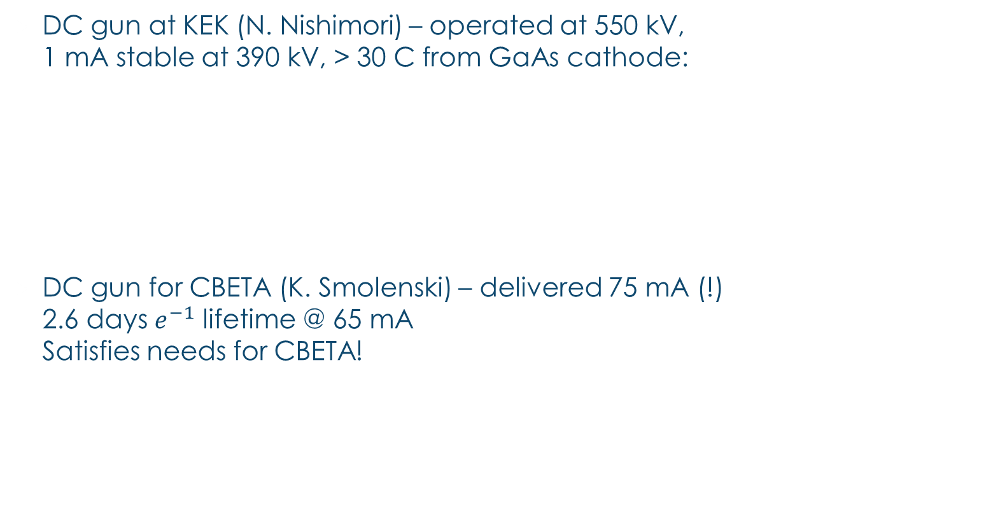 DC gun at KEK (N. Nishimori) – operated at 550 kV,
1 mA stable at 390 kV, > 30 C from GaAs cathode:
DC gun for CBETA (K. Smolenski) – delivered 75 mA (!)
2.6 days e⁻¹ lifetime @ 65 mA
Satisfies needs for CBETA!